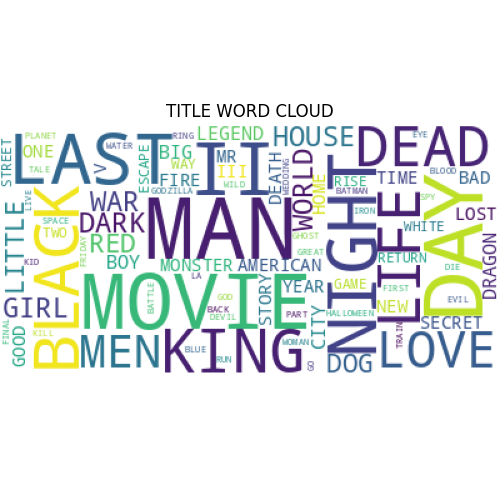 TITLE WORD CLOUD
PLANET
ONE
TALE
STREET
LAST
V
WATER
ESCAPE
RING
BIG
WAY
FIRE
GODZILLA
LEGEND
MR
III
WILD
II
HOUSE
DEATH
WEDDING
WORLD
HOME
DEAD
EYE
RISE
BATMAN
TIME
BLOOD
BAD
SPY
LIVE
LITTLE
SPACE
TWO
BLACK
WAR
DARK
RED
BOY
FRIDAY
MAN
GHOST
GREAT
NIGHT
IRON
LIFE
WHITE
DAY
LOST
DRAGON
KID
MONSTER
AMERICAN
RETURN
DIE
LA
MOVIE
BATTLE
GOD
BACK
DEVIL
STORY
YEAR
PART
CITY
GAME
HALLOWEEN
FIRST
NEW
EVIL
SECRET
TRAIN
GIRL
FINAL
GOOD
KILL
MEN
KING
BLUE
RUN
WOMAN
GO
DOG
LOVE